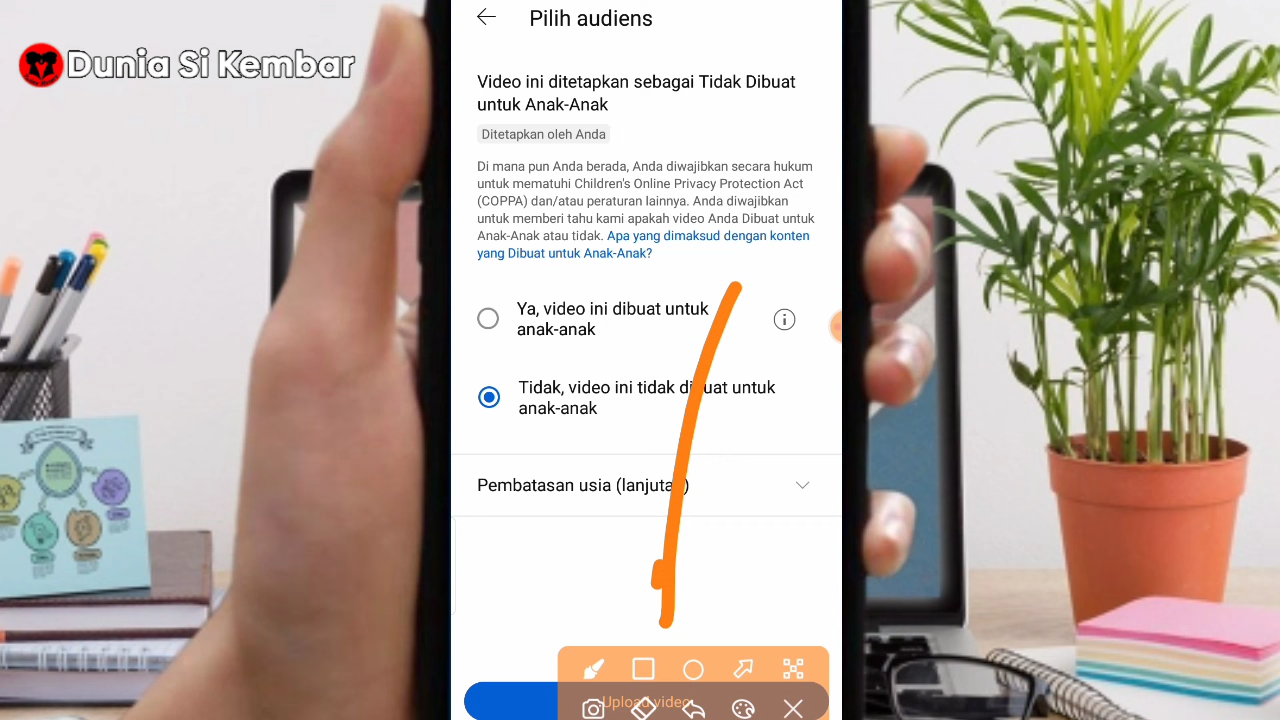 Dunia Si Kembar
Pilih audiens
Video ini ditetapkan sebagai Tidak Dibuat
untuk Anak-Anak
Ditetapkan oleh Anda
Di mana pun Anda berada, Anda diwajibkan secara hukum
untuk mematuhi Children's Online Privacy Protection Act
(COPPA) dan/atau peraturan lainnya. Anda diwajibkan
untuk memberi tahu kami apakah video Anda Dibuat untuk
Anak-Anak atau tidak. Apa yang dimaksud dengan konten
yang Dibuat untuk Anak-Anak?
Ya, video ini dibuat untuk
anak-anak
Tidak, video ini tidak dibuat untuk
anak-anak
Pembatasan usia (lanjutan)
Upload video